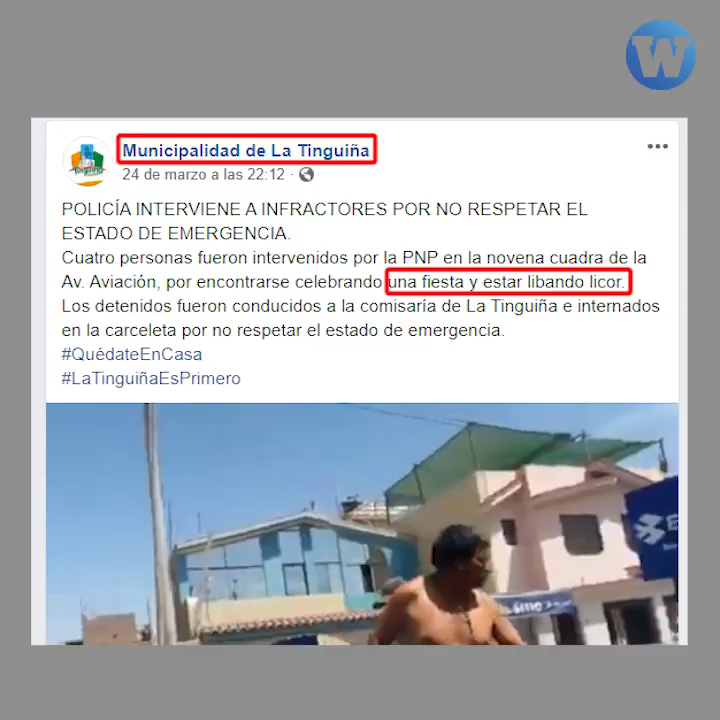 W
Municipalidad de La Tinguiña
24 de marzo a las 22:12 ·
POLICÍA INTERVIENE A INFRACTORES POR NO RESPETAR EL
ESTADO DE EMERGENCIA.
Cuatro personas fueron intervenidos por la PNP en la novena cuadra de la
Av. Aviación, por encontrarse celebrando una fiesta y estar libando licor.
Los detenidos fueron conducidos a la comisaría de La Tinguiña e internados
en la carceleta por no respetar el estado de emergencia.
#QuédateEnCasa
#LaTinguiñaEsPrimero